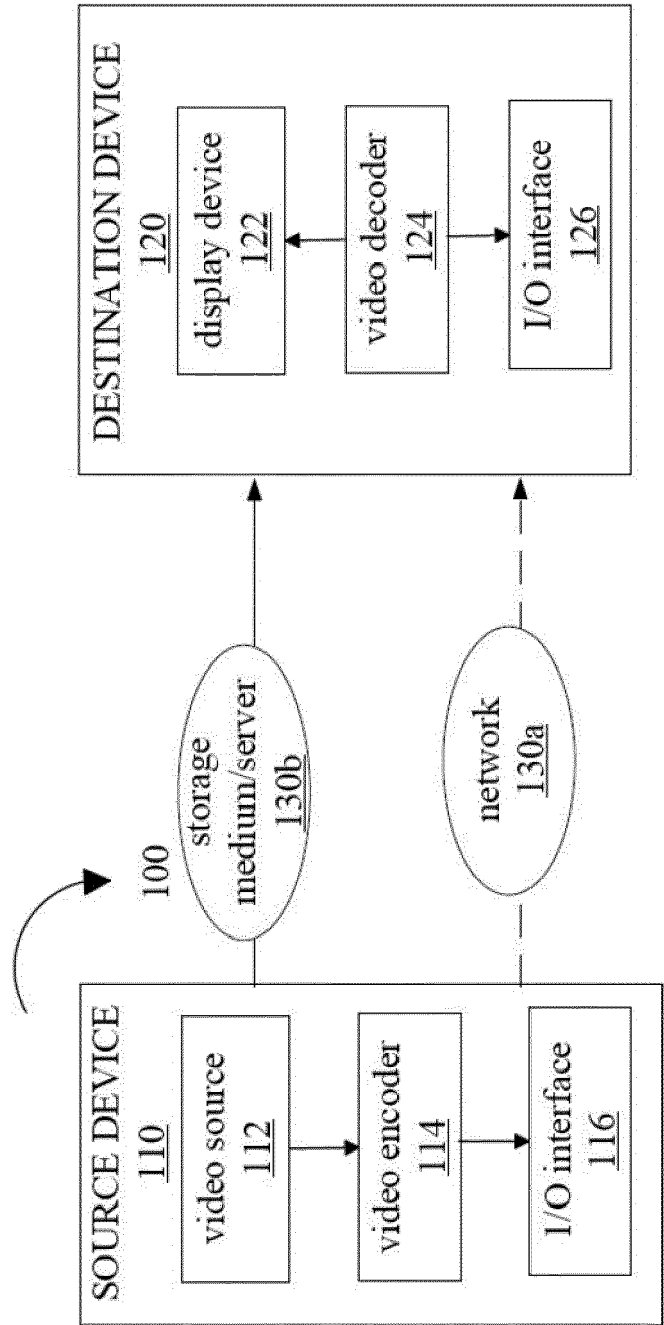 SOURCE DEVICE
110
video source
112
video encoder
114
I/O interface
116
100
storage
medium/server
130b
network
130a
DESTINATION DEVICE
120
display device
122
video decoder
124
I/O interface
126